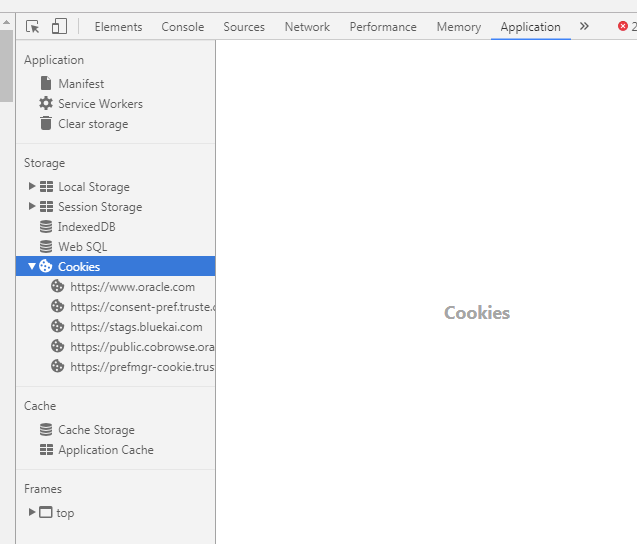 Elements Console Sources Network Performance Memory Application » 2
Application
Manifest
Service Workers
Clear storage
Storage
Local Storage
Session Storage
IndexedDB
Web SQL
Cookies
https://www.oracle.com
https://consent-pref.truste.c
https://stags.bluekai.com
https://public.cobrowse.ora
https://prefmgr-cookie.trus
Cookies
Cache
Cache Storage
Application Cache
Frames
top